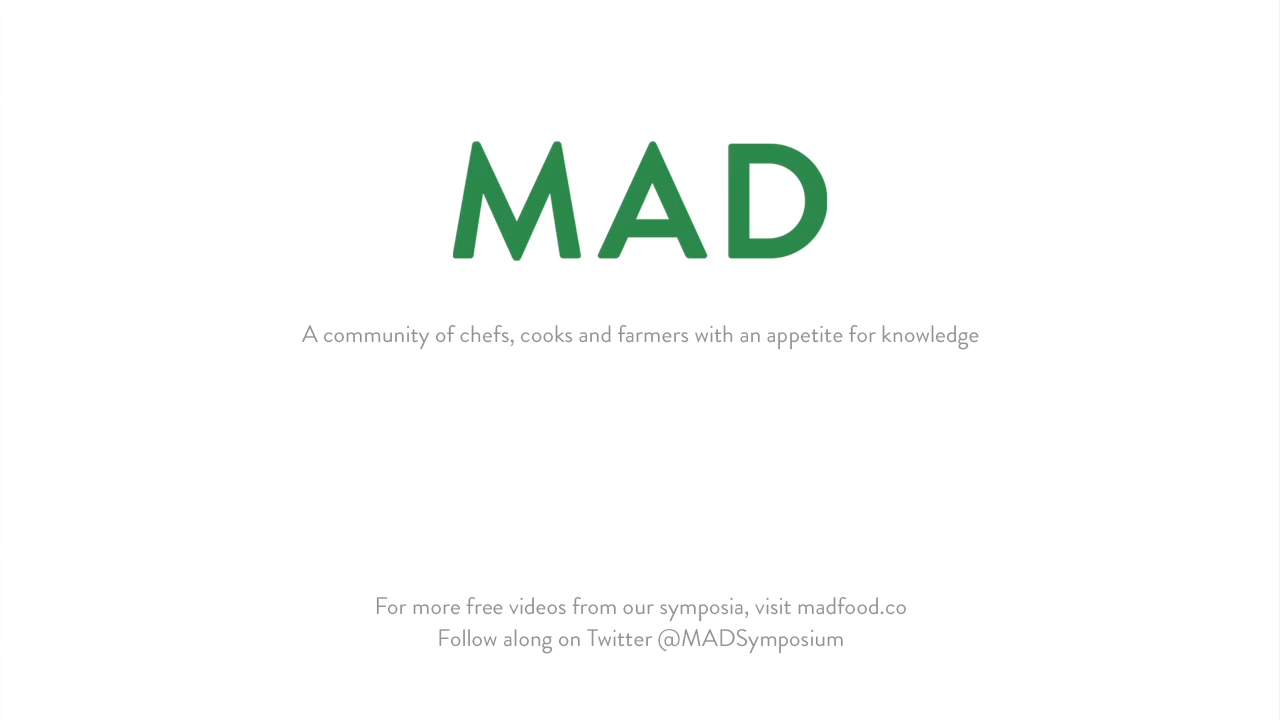 MAD
A community of chefs, cooks and farmers with an appetite for knowledge
For more free videos from our symposia, visit madfood.co
Follow along on Twitter @MADSymposium